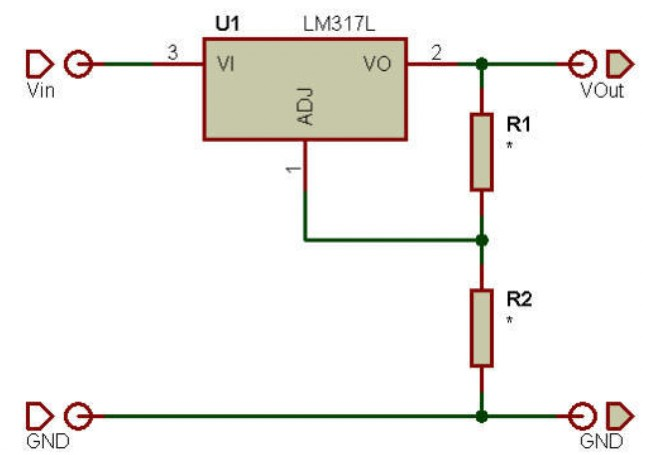 U1 LM317L
3 VI VO 2
Vin VOut
ADJ
R1
*
1
R2
*
GND GND